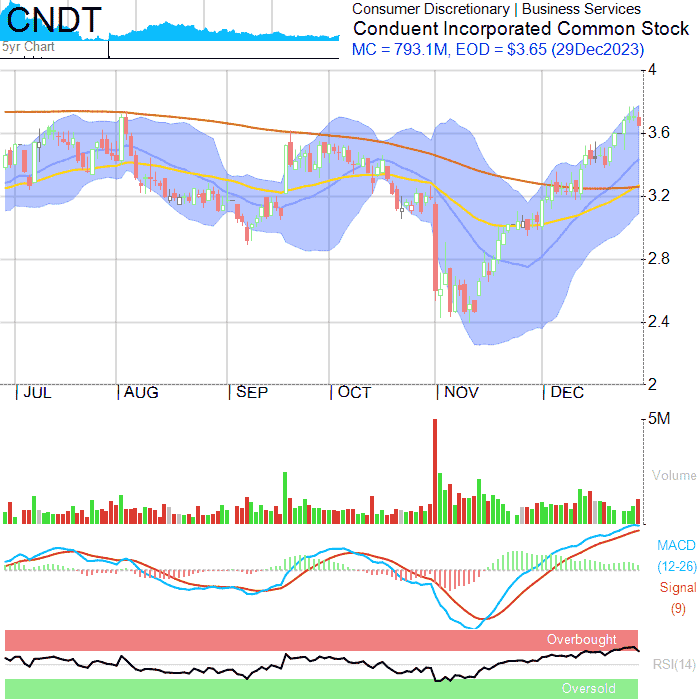 CNDT
Consumer Discretionary | Business Services
Conduent Incorporated Common Stock
5yr Chart
MC = 793.1M, EOD = $3.65 (29Dec2023)
4
3.6
3.2
2.8
2.4
2
JUL AUG SEP OCT NOV DEC
5M
Volume
MACD
(12-26)
Signal
(9)
Overbought
RSI(14)
Oversold